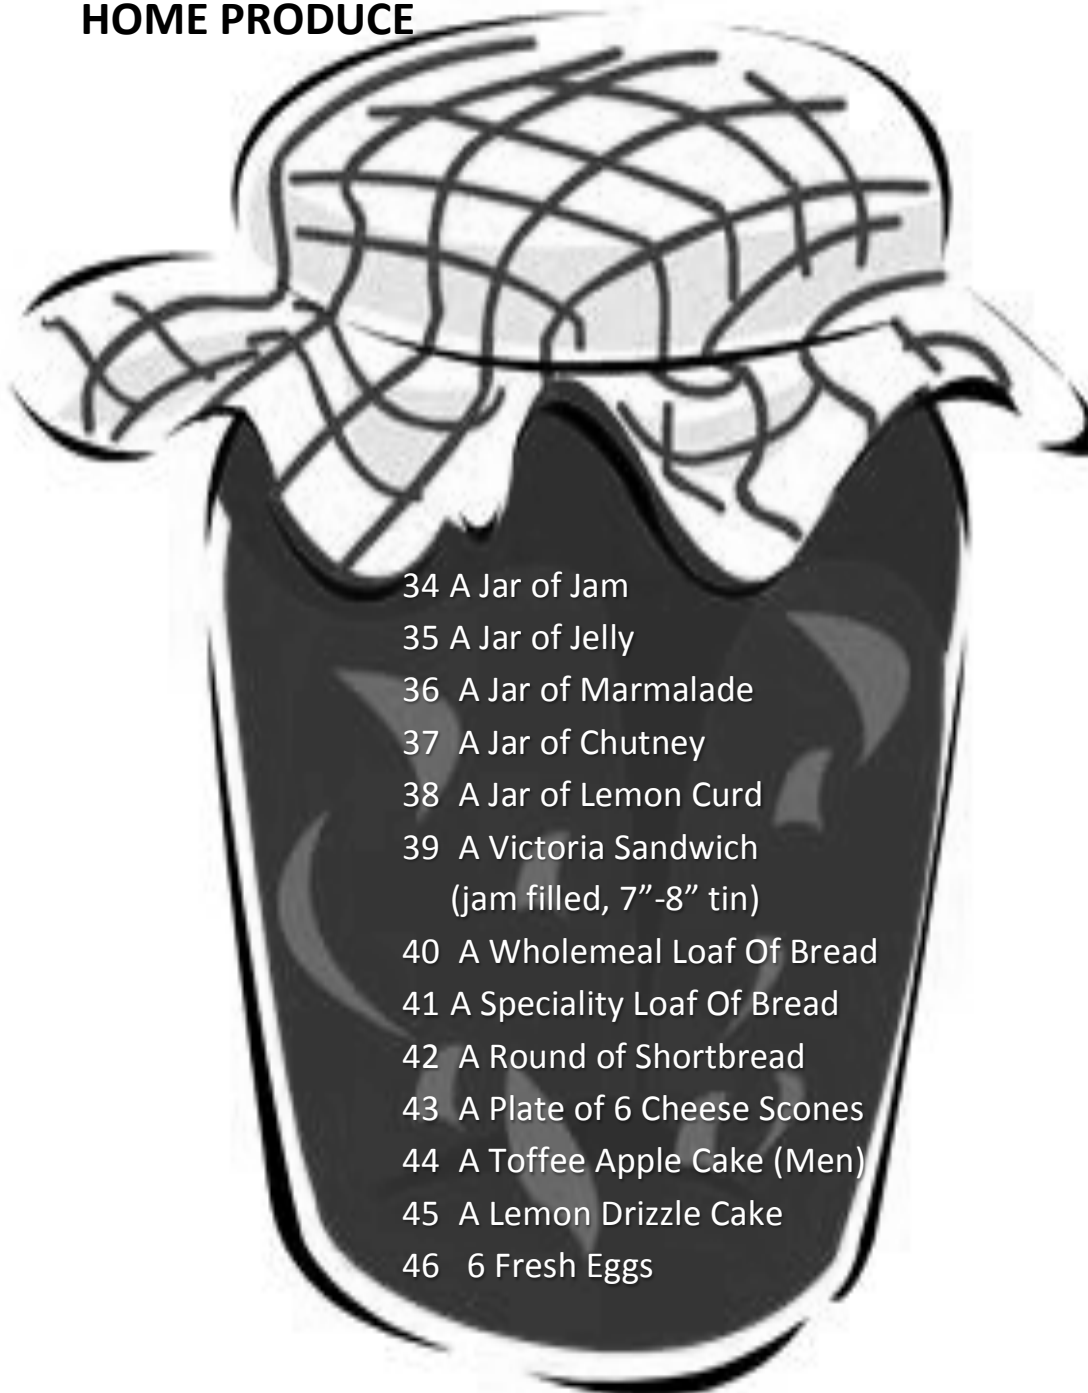 HOME PRODUCE
34 A Jar of Jam
35 A Jar of Jelly
36 A Jar of Marmalade
37 A Jar of Chutney
38 A Jar of Lemon Curd
39 A Victoria Sandwich
(jam filled, 7”-8” tin)
40 A Wholemeal Loaf Of Bread
41 A Speciality Loaf Of Bread
42 A Round of Shortbread
43 A Plate of 6 Cheese Scones
44 A Toffee Apple Cake (Men)
45 A Lemon Drizzle Cake
46 6 Fresh Eggs